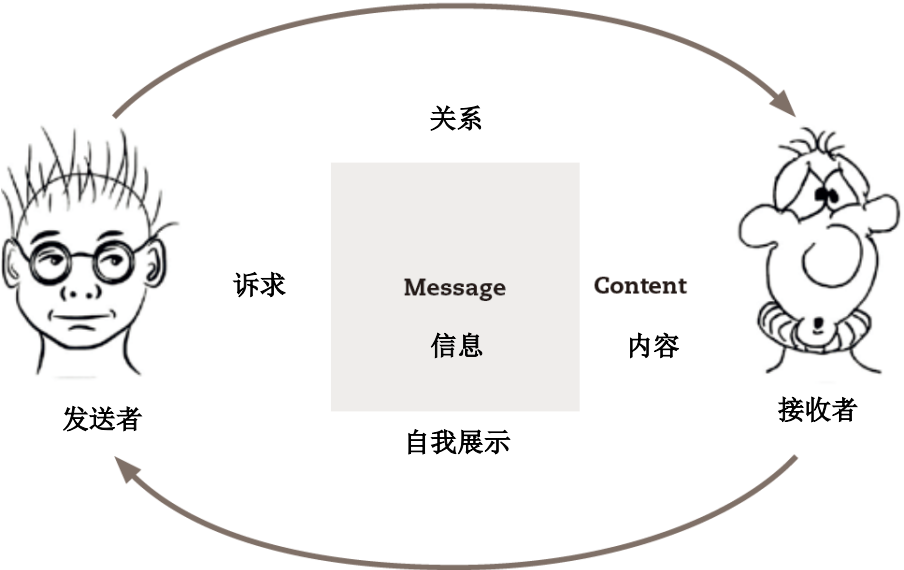 关系
诉求
Message
Content
信息
内容
发送者
接收者
自我展示